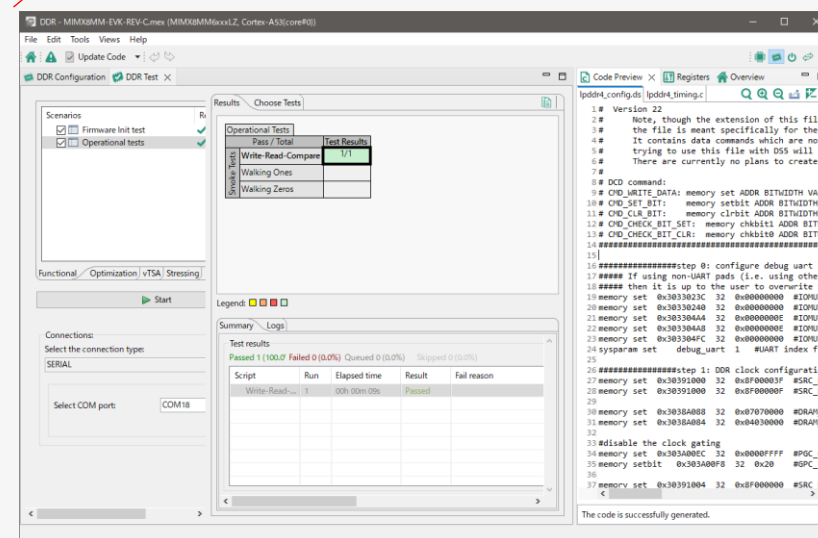 DDR - MIMX8MM-EVK-REV-C.mex (MIMX8MM6xxxLZ, Cortex-A53(core#0))
File Edit Tools Views Help
Update Code
DDR Configuration DDR Test
Scenarios
Firmware Init test
Operational tests
Functional Optimization vTSA Stressing
Start
Connections:
Select the connection type:
SERIAL
Select COM port: COM18
Results Choose Tests
Operational Tests
Pass / Total Test Results
Smoke Tests
Write-Read-Compare 1/1
Walking Ones
Walking Zeros
Legend:
Summary Logs
Test results
Passed 1 (100.0 Failed 0 (0.0%) Queued 0 (0.0%) Skipped 0 (0.0%)
Script Run Elapsed time Result Fail reason
Write-Read-... 1 00h 00m 09s Passed
Code Preview Registers Overview
lpddr4_config.ds lpddr4_timing.c
1 # Version 22
2 # Note, though the extension of this fil
3 # the file is meant specifically for the
4 # It contains data commands which are no
5 # trying to use this file with DS5 will
6 # There are currently no plans to create
7 #
8 # DCD command:
9 # CMD_WRITE_DATA: memory set ADDR BITWIDTH VA
10 # CMD_SET_BIT: memory setbit ADDR BITWIDTH
11 # CMD_CLR_BIT: memory clrbit ADDR BITWIDTH
12 # CMD_CHECK_BIT_SET: memory chkbit1 ADDR BIT
13 # CMD_CHECK_BIT_CLR: memory chkbit0 ADDR BIT
14 ################################################
15
16 ################step 0: configure debug uart
17 ##### If using non-UART pads (i.e. using othe
18 ##### then it is up to the user to overwrite
19 memory set 0x3033023C 32 0x00000000 #IOMU
20 memory set 0x30330240 32 0x00000000 #IOMU
21 memory set 0x303304A4 32 0x0000000E #IOMU
22 memory set 0x303304A8 32 0x0000000E #IOMU
23 memory set 0x303304FC 32 0x00000000 #IOMU
24 sysparam set debug_uart 1 #UART index f
25
26 ################step 1: DDR clock configurati
27 memory set 0x30391000 32 0x8F00003F #SRC_
28 memory set 0x30391000 32 0x8F00000F #SRC_
29
30 memory set 0x3038A088 32 0x07070000 #DRAM
31 memory set 0x3038A084 32 0x04030000 #DRAM
32
33 #disable the clock gating
34 memory set 0x303A00EC 32 0x0000FFFF #PGC_
35 memory setbit 0x303A00F8 32 0x20 #GPC_
36
37 memory set 0x30391004 32 0x8F000000 #SRC_
The code is successfully generated.